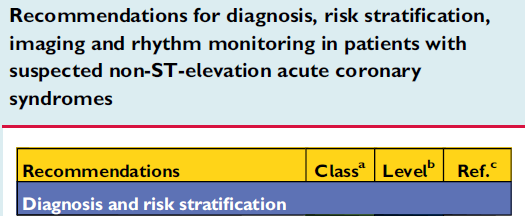 Recommendations for diagnosis, risk stratification,
imaging and rhythm monitoring in patients with
suspected non-ST-elevation acute coronary
syndromes
Recommendations Classᵃ Levelᵇ Ref.ᶜ
Diagnosis and risk stratification